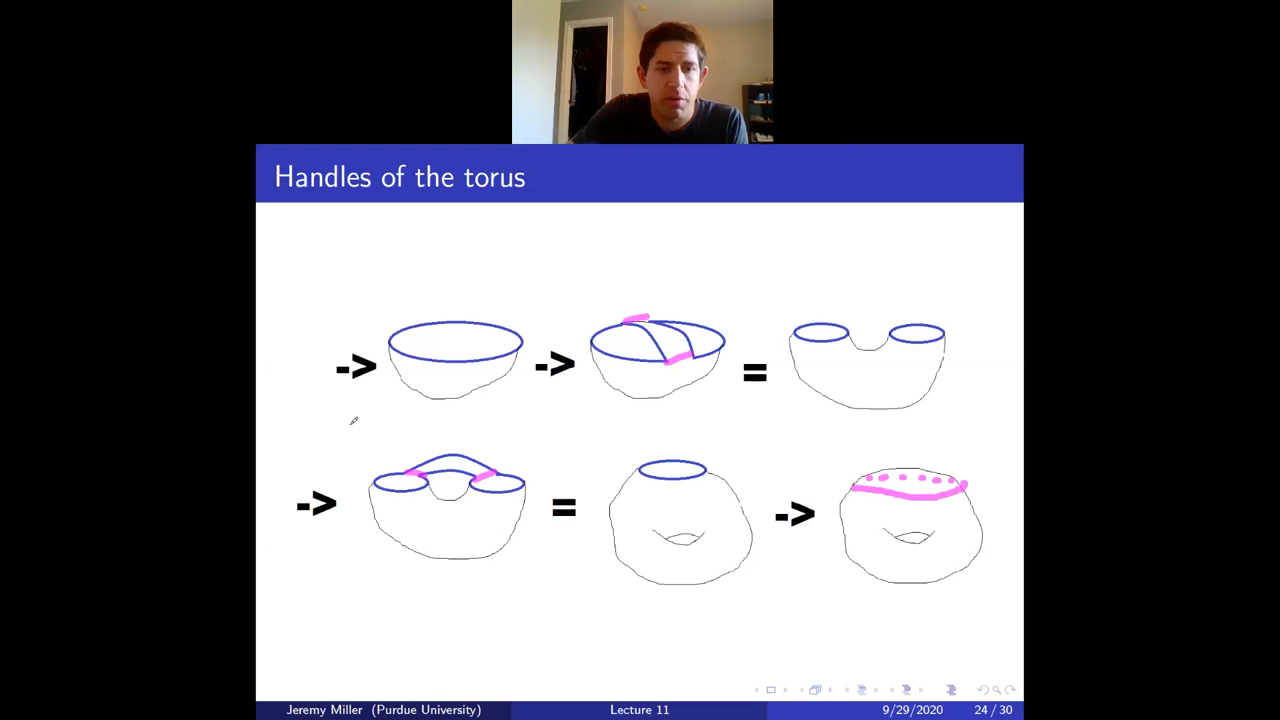 Handles of the torus
-> -> =
-> = ->
Jeremy Miller (Purdue University) Lecture 11 9/29/2020 24 / 30